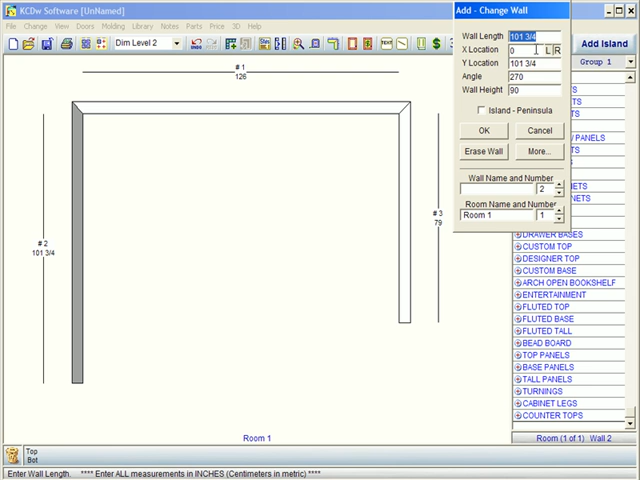 KCDw Software [UnNamed]
File Change View Doors Molding Library Notes Parts Hardware
Dim Level 2
TEXT
$
Add Island
Group 1
Add - Change Wall
Wall Length 101 3/4
X Location 0 L R
Y Location 101 3/4
Angle 270
Wall Height 90
Island - Peninsula
OK Cancel
Erase Wall More...
Wall Name and Number
2
Room Name and Number
Room 1 1
# 1
126
# 2
101 3/4
# 3
79
Room 1
DRAWER BASES
CUSTOM TOP
DESIGNER TOP
CUSTOM BASE
ARCH OPEN BOOKSHELF
ENTERTAINMENT
FLUTED TOP
FLUTED BASE
FLUTED TALL
BEAD BOARD
TOP PANELS
BASE PANELS
TALL PANELS
TURNINGS
CABINET LEGS
COUNTER TOPS
Room (1 of 1) Wall 2
Top
Bot
Enter Wall Length. **** Enter ALL measurements in INCHES (Centimeters in metric) ****